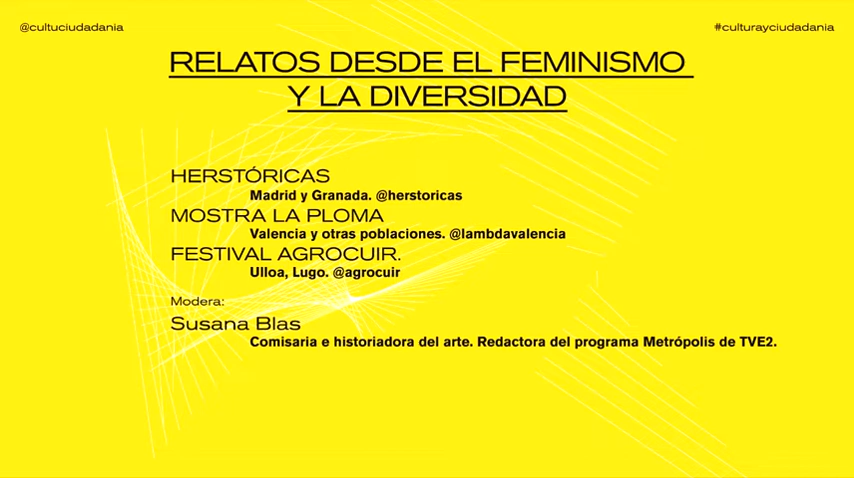 @cultuciudadania
#culturayciudadania
RELATOS DESDE EL FEMINISMO
Y LA DIVERSIDAD
HERSTÓRICAS
Madrid y Granada. @herstoricas
MOSTRA LA PLOMA
Valencia y otras poblaciones. @lambdavalencia
FESTIVAL AGROCUIR.
Ulloa, Lugo. @agrocuir
Modera:
Susana Blas
Comisaria e historiadora del arte. Redactora del programa Metrópolis de TVE2.